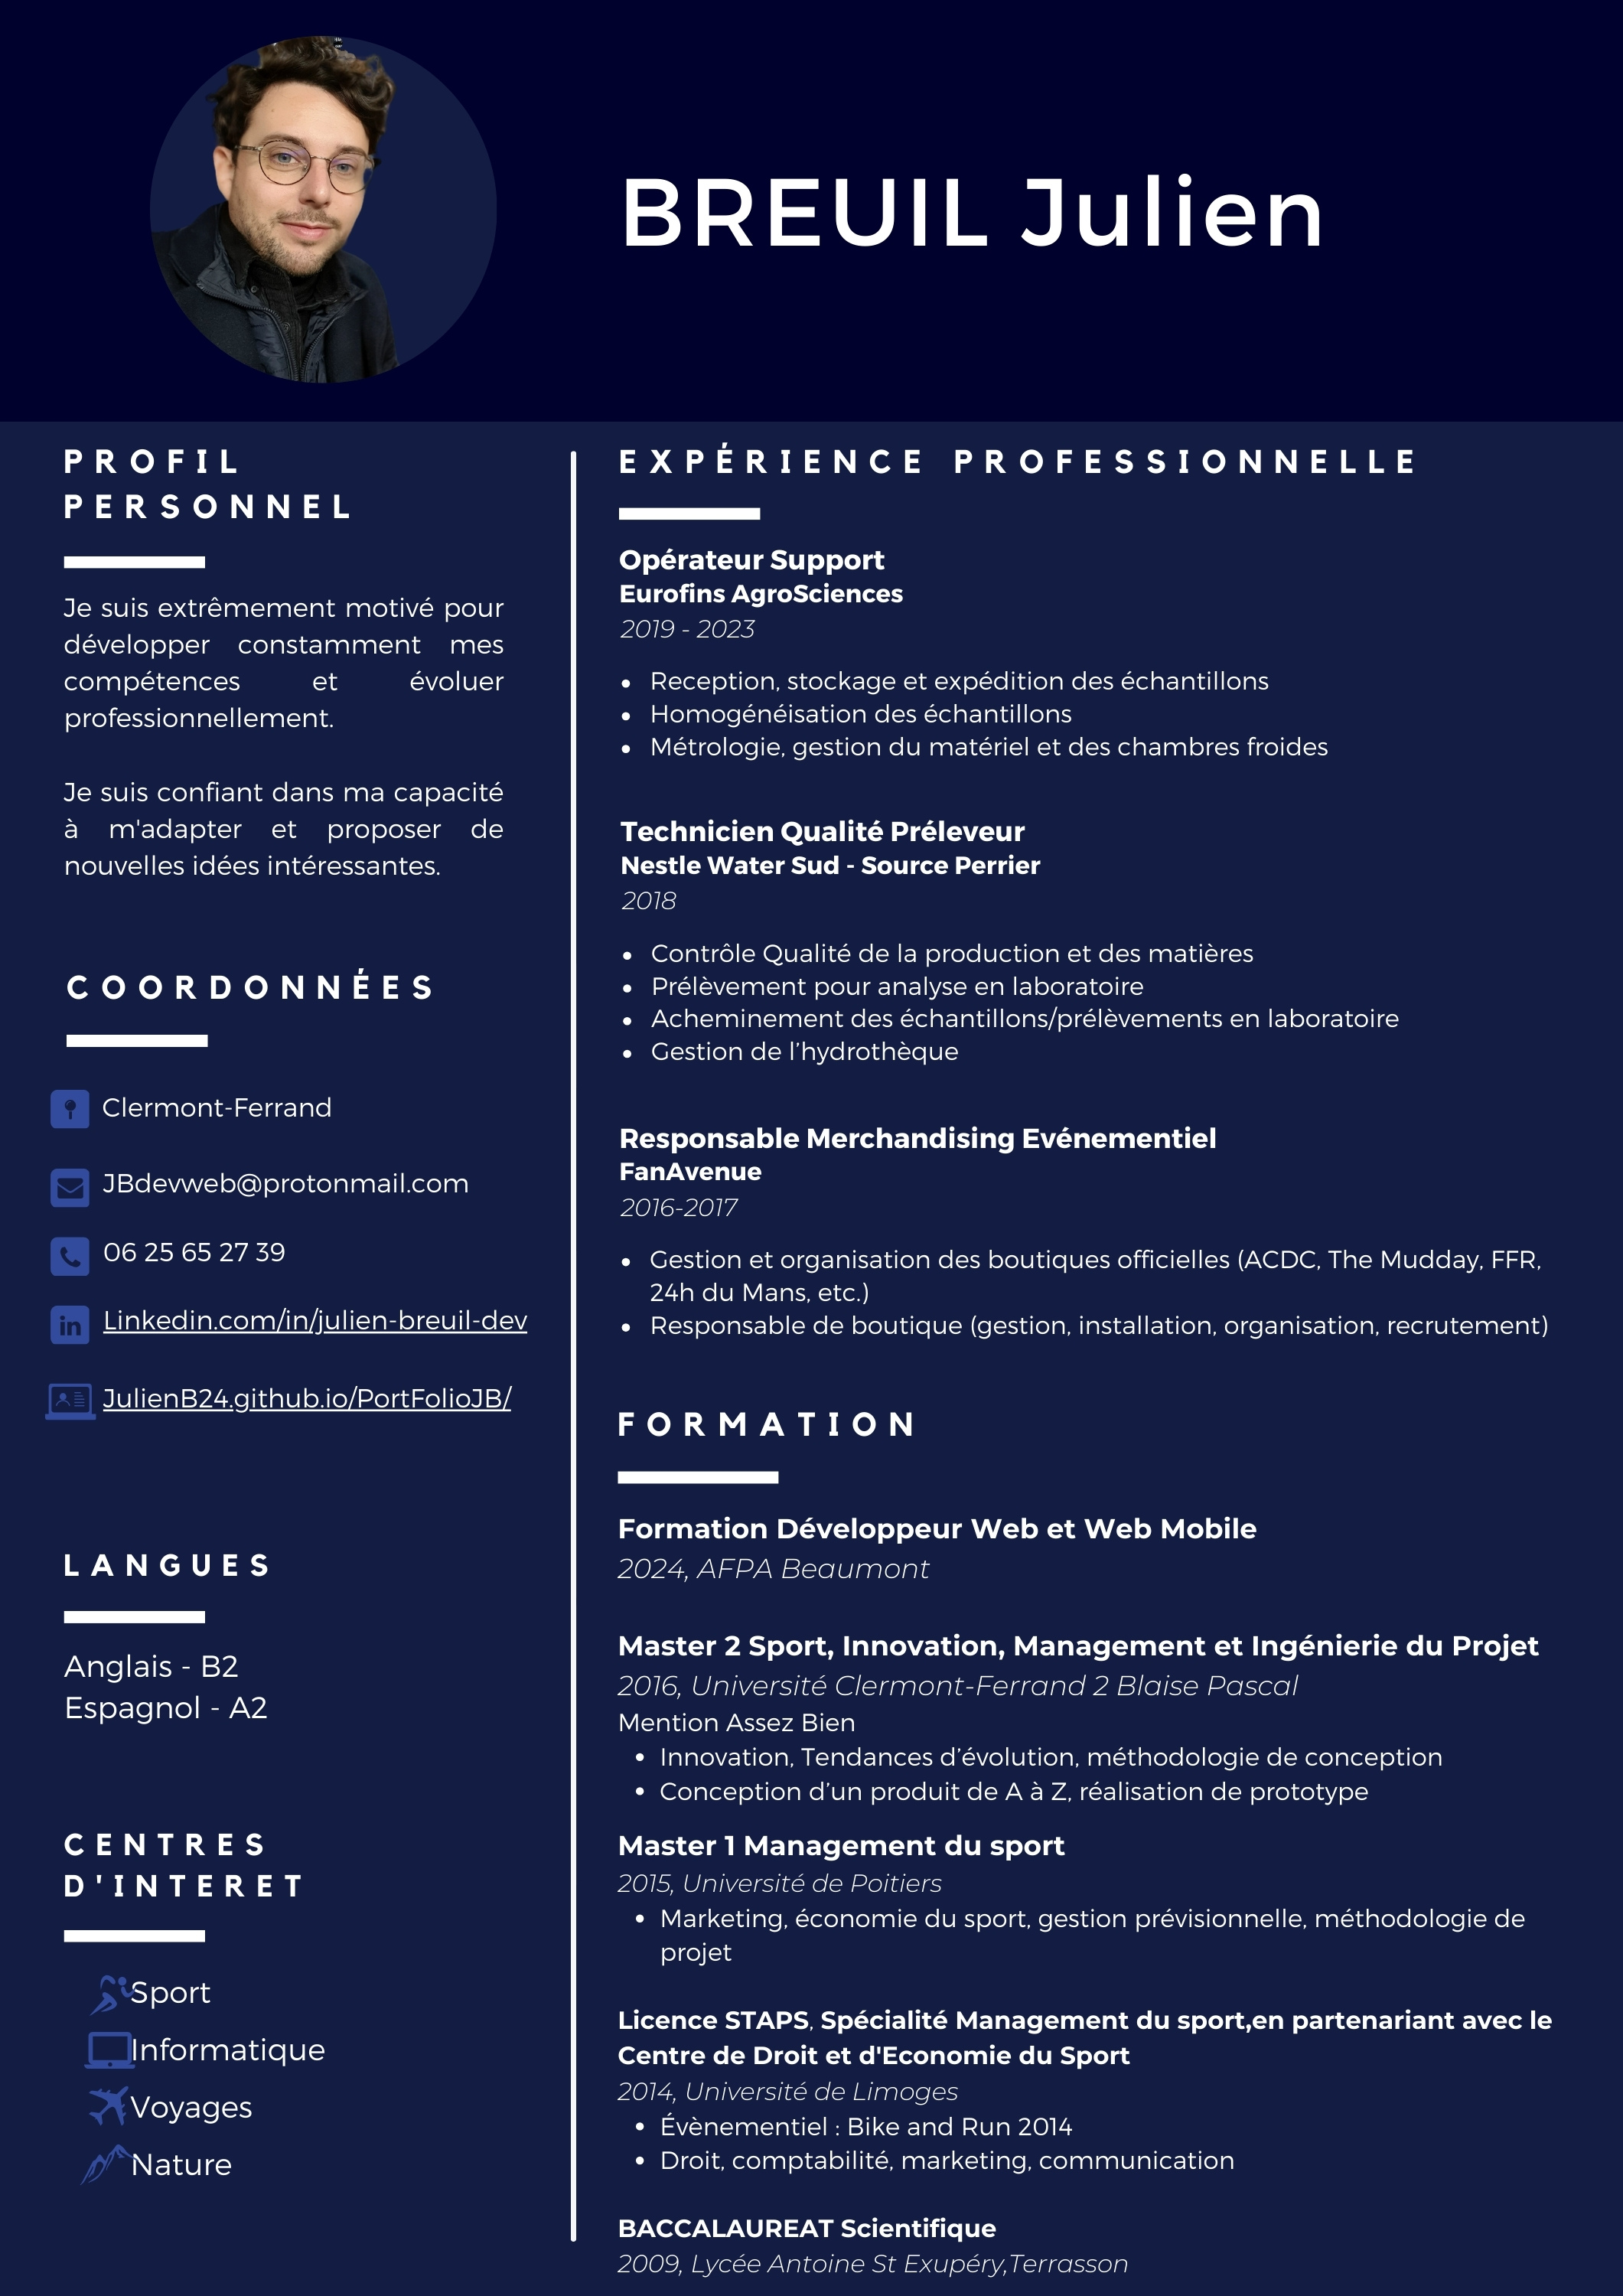 BREUIL Julien
PROFIL
PERSONNEL
Je suis extrêmement motivé pour
développer constamment mes
compétences et évoluer
professionnellement.
Je suis confiant dans ma capacité
à m'adapter et proposer de
nouvelles idées intéressantes.
COORDONNÉES
Clermont-Ferrand
JBdevweb@protonmail.com
06 25 65 27 39
in Linkedin.com/in/julien-breuil-dev
JulienB24.github.io/PortFolioJB/
LANGUES
Anglais - B2
Espagnol - A2
CENTRES
D'INTERET
Sport
Informatique
Voyages
Nature
EXPÉRIENCE PROFESSIONNELLE
Opérateur Support
Eurofins AgroSciences
2019 - 2023
• Reception, stockage et expédition des échantillons
• Homogénéisation des échantillons
• Métrologie, gestion du matériel et des chambres froides
Technicien Qualité Préleveur
Nestle Water Sud - Source Perrier
2018
• Contrôle Qualité de la production et des matières
• Prélèvement pour analyse en laboratoire
• Acheminement des échantillons/prélèvements en laboratoire
• Gestion de l’hydrothèque
Responsable Merchandising Evénementiel
FanAvenue
2016-2017
• Gestion et organisation des boutiques officielles (ACDC, The Mudday, FFR,
24h du Mans, etc.)
• Responsable de boutique (gestion, installation, organisation, recrutement)
FORMATION
Formation Développeur Web et Web Mobile
2024, AFPA Beaumont
Master 2 Sport, Innovation, Management et Ingénierie du Projet
2016, Université Clermont-Ferrand 2 Blaise Pascal
Mention Assez Bien
• Innovation, Tendances d’évolution, méthodologie de conception
• Conception d’un produit de A à Z, réalisation de prototype
Master 1 Management du sport
2015, Université de Poitiers
• Marketing, économie du sport, gestion prévisionnelle, méthodologie de
projet
Licence STAPS, Spécialité Management du sport,en partenariant avec le
Centre de Droit et d'Economie du Sport
2014, Université de Limoges
• Évènementiel : Bike and Run 2014
• Droit, comptabilité, marketing, communication
BACCALAUREAT Scientifique
2009, Lycée Antoine St Exupéry,Terrasson